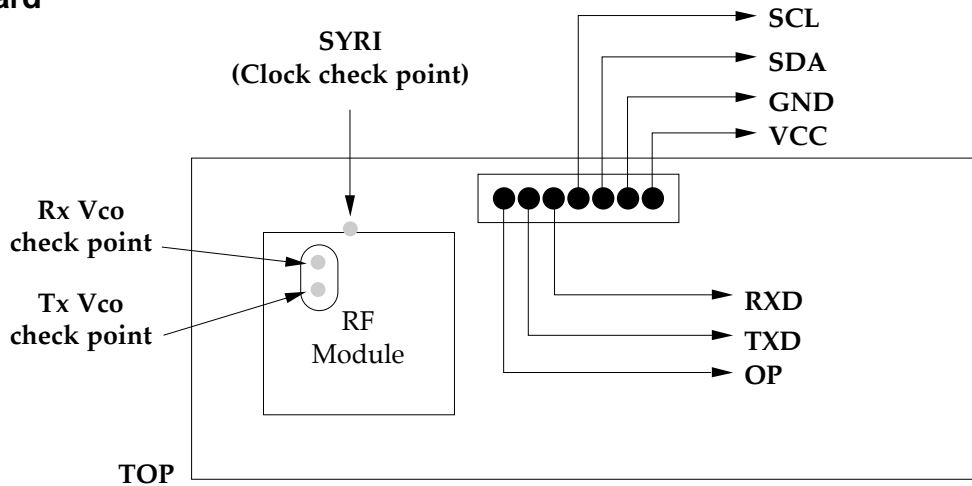 SCL
SYRI
(Clock check point)
SDA
GND
VCC
Rx Vco
check point
Tx Vco
check point
RF
Module
RXD
TXD
OP
TOP